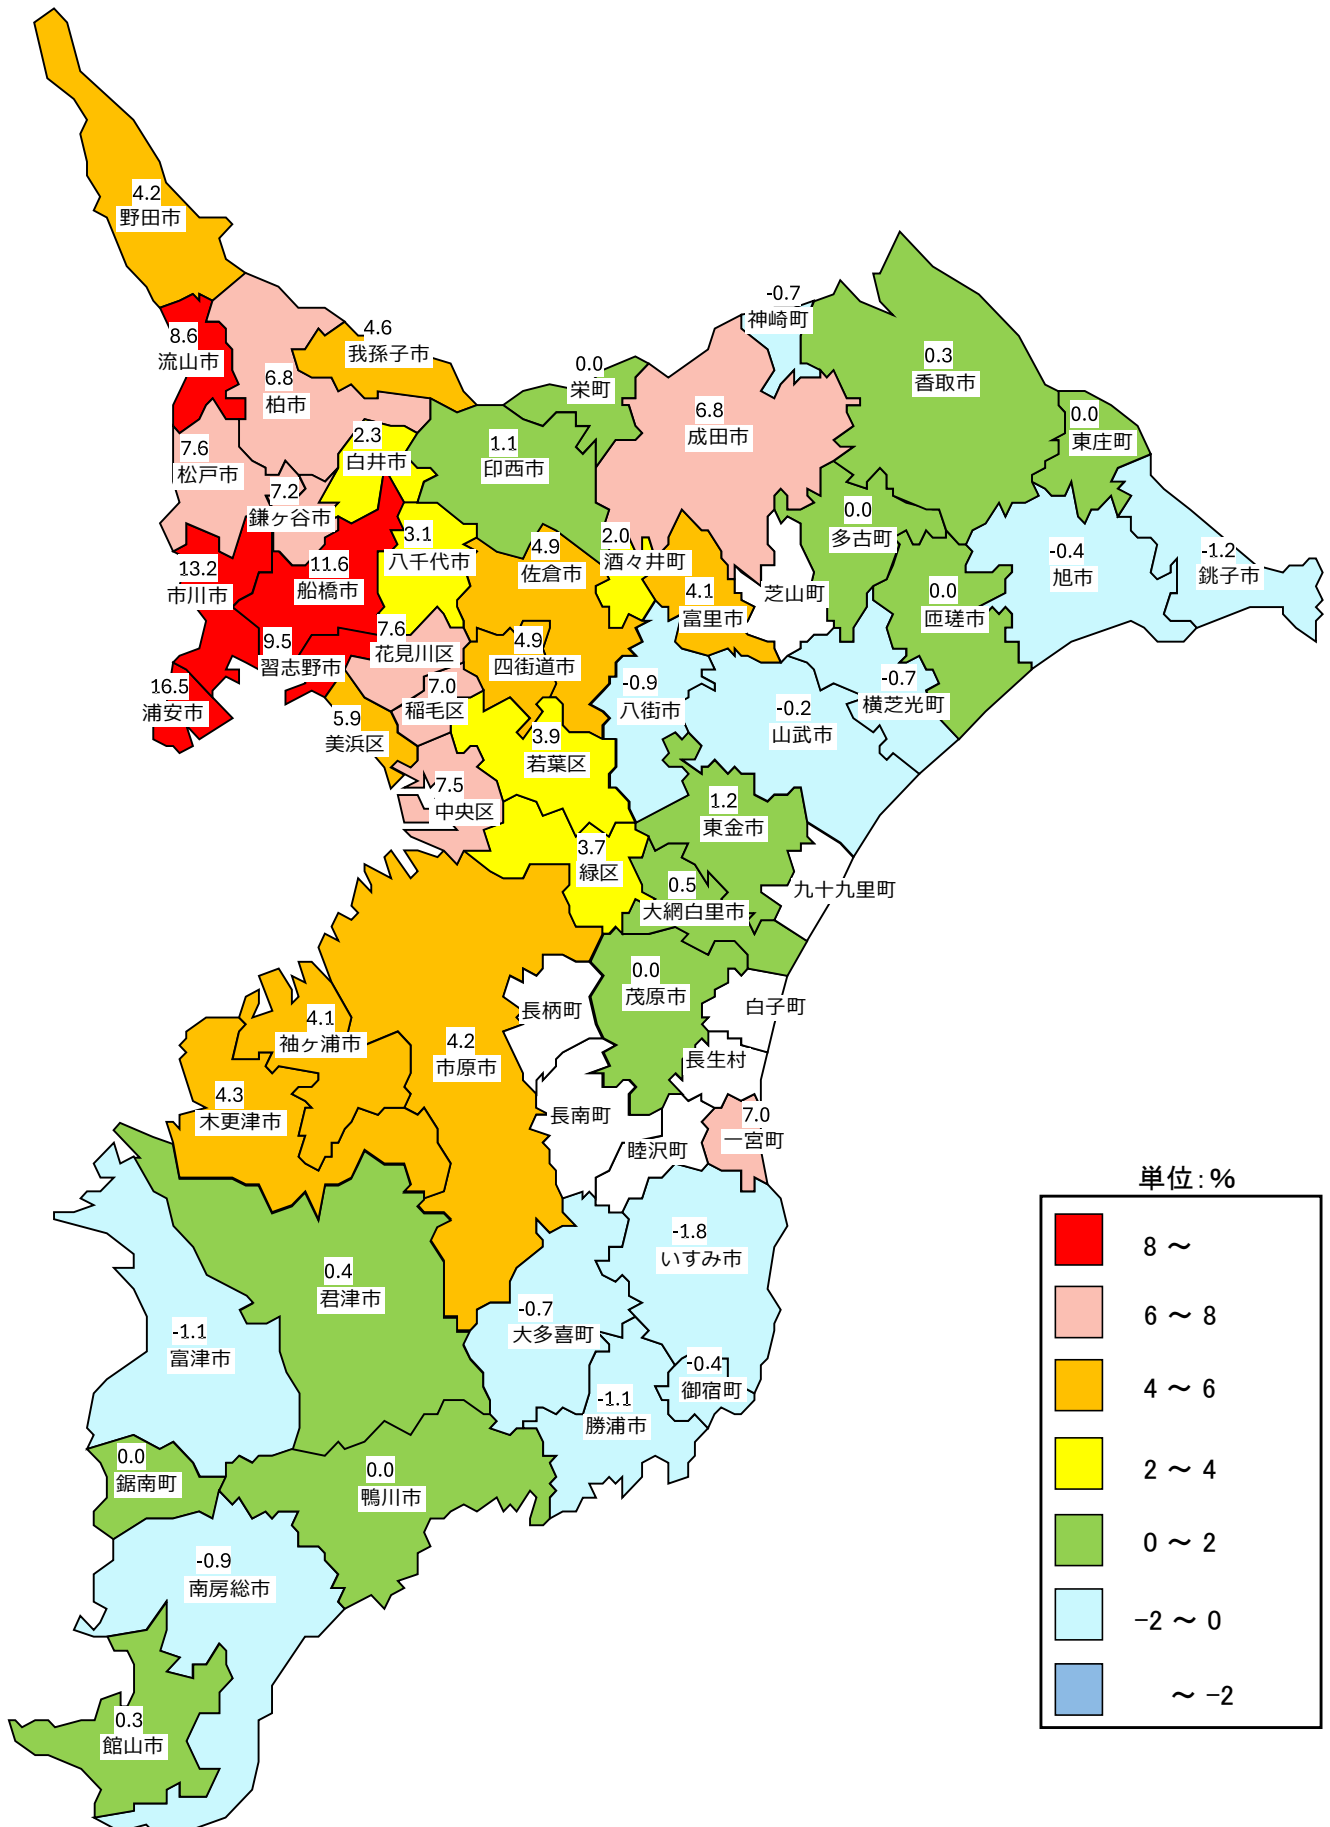 4.2
野田市
8.6
流山市
6.8
柏市
4.6
我孫子市
7.6
松戸市
7.2
鎌ヶ谷市
2.3
白井市
1.1
印西市
0.0
栄町
6.8
成田市
-0.7
神崎町
0.3
香取市
0.0
東庄町
13.2
市川市
11.6
船橋市
3.1
八千代市
4.9
佐倉市
2.0
酒々井町
4.1
富里市
芝山町
0.0
多古町
0.0
匝瑳市
-0.4
旭市
-1.2
銚子市
16.5
浦安市
9.5
習志野市
7.6
花見川区
7.0
稲毛区
5.9
美浜区
4.9
四街道市
3.9
若葉区
7.5
中央区
3.7
緑区
-0.9
八街市
-0.2
山武市
-0.7
横芝光町
1.2
東金市
0.5
大網白里市
九十九里町
0.0
茂原市
白子町
長生村
長柄町
長南町
睦沢町
7.0
一宮町
4.2
市原市
4.1
袖ヶ浦市
4.3
木更津市
0.4
君津市
-1.1
富津市
-1.8
いすみ市
-0.7
大多喜町
-0.4
御宿町
-1.1
勝浦市
0.0
鋸南町
0.0
鴨川市
-0.9
南房総市
0.3
館山市
単位：％
8 ～
6 ～ 8
4 ～ 6
2 ～ 4
0 ～ 2
-2 ～ 0
～ -2